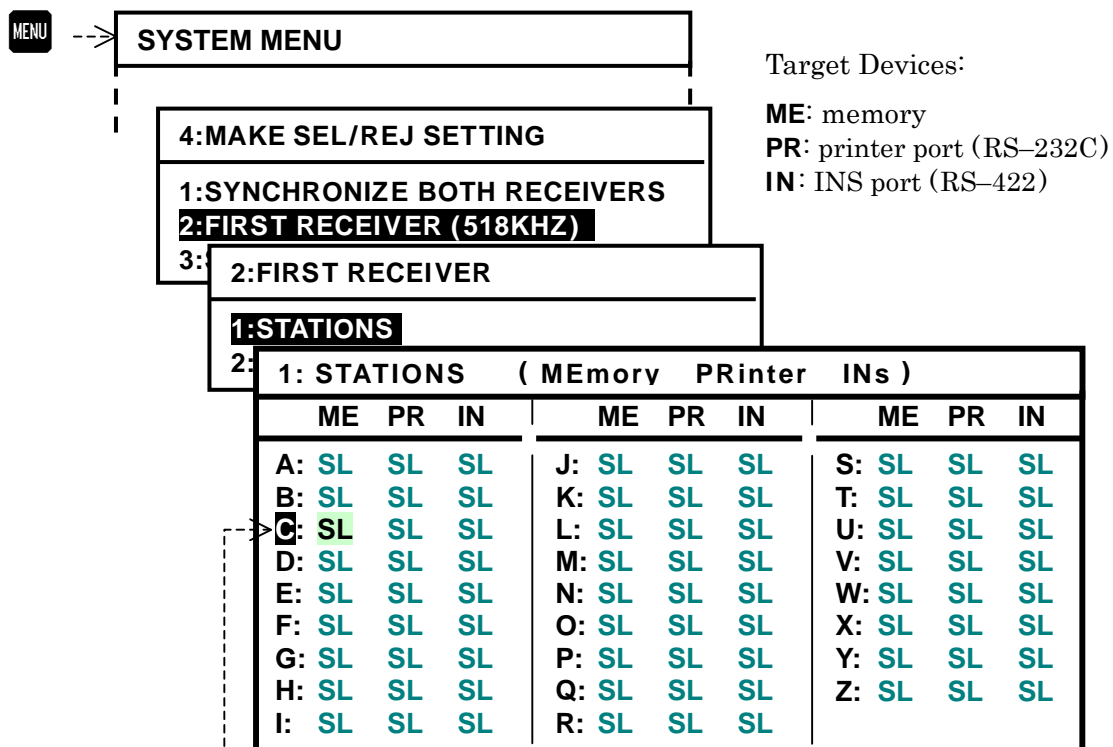 MENU
SYSTEM MENU
Target Devices:
ME: memory
PR: printer port (RS–232C)
IN: INS port (RS–422)
4:MAKE SEL/REJ SETTING
1:SYNCHRONIZE BOTH RECEIVERS
2:FIRST RECEIVER (518KHZ)
3:
2:FIRST RECEIVER
1:STATIONS
2:
1: STATIONS ( MEmory PRinter INs )
ME PR IN ME PR IN ME PR IN
A: SL SL SL J: SL SL SL S: SL SL SL
B: SL SL SL K: SL SL SL T: SL SL SL
C: SL SL SL L: SL SL SL U: SL SL SL
D: SL SL SL M: SL SL SL V: SL SL SL
E: SL SL SL N: SL SL SL W: SL SL SL
F: SL SL SL O: SL SL SL X: SL SL SL
G: SL SL SL P: SL SL SL Y: SL SL SL
H: SL SL SL Q: SL SL SL Z: SL SL SL
I: SL SL SL R: SL SL SL